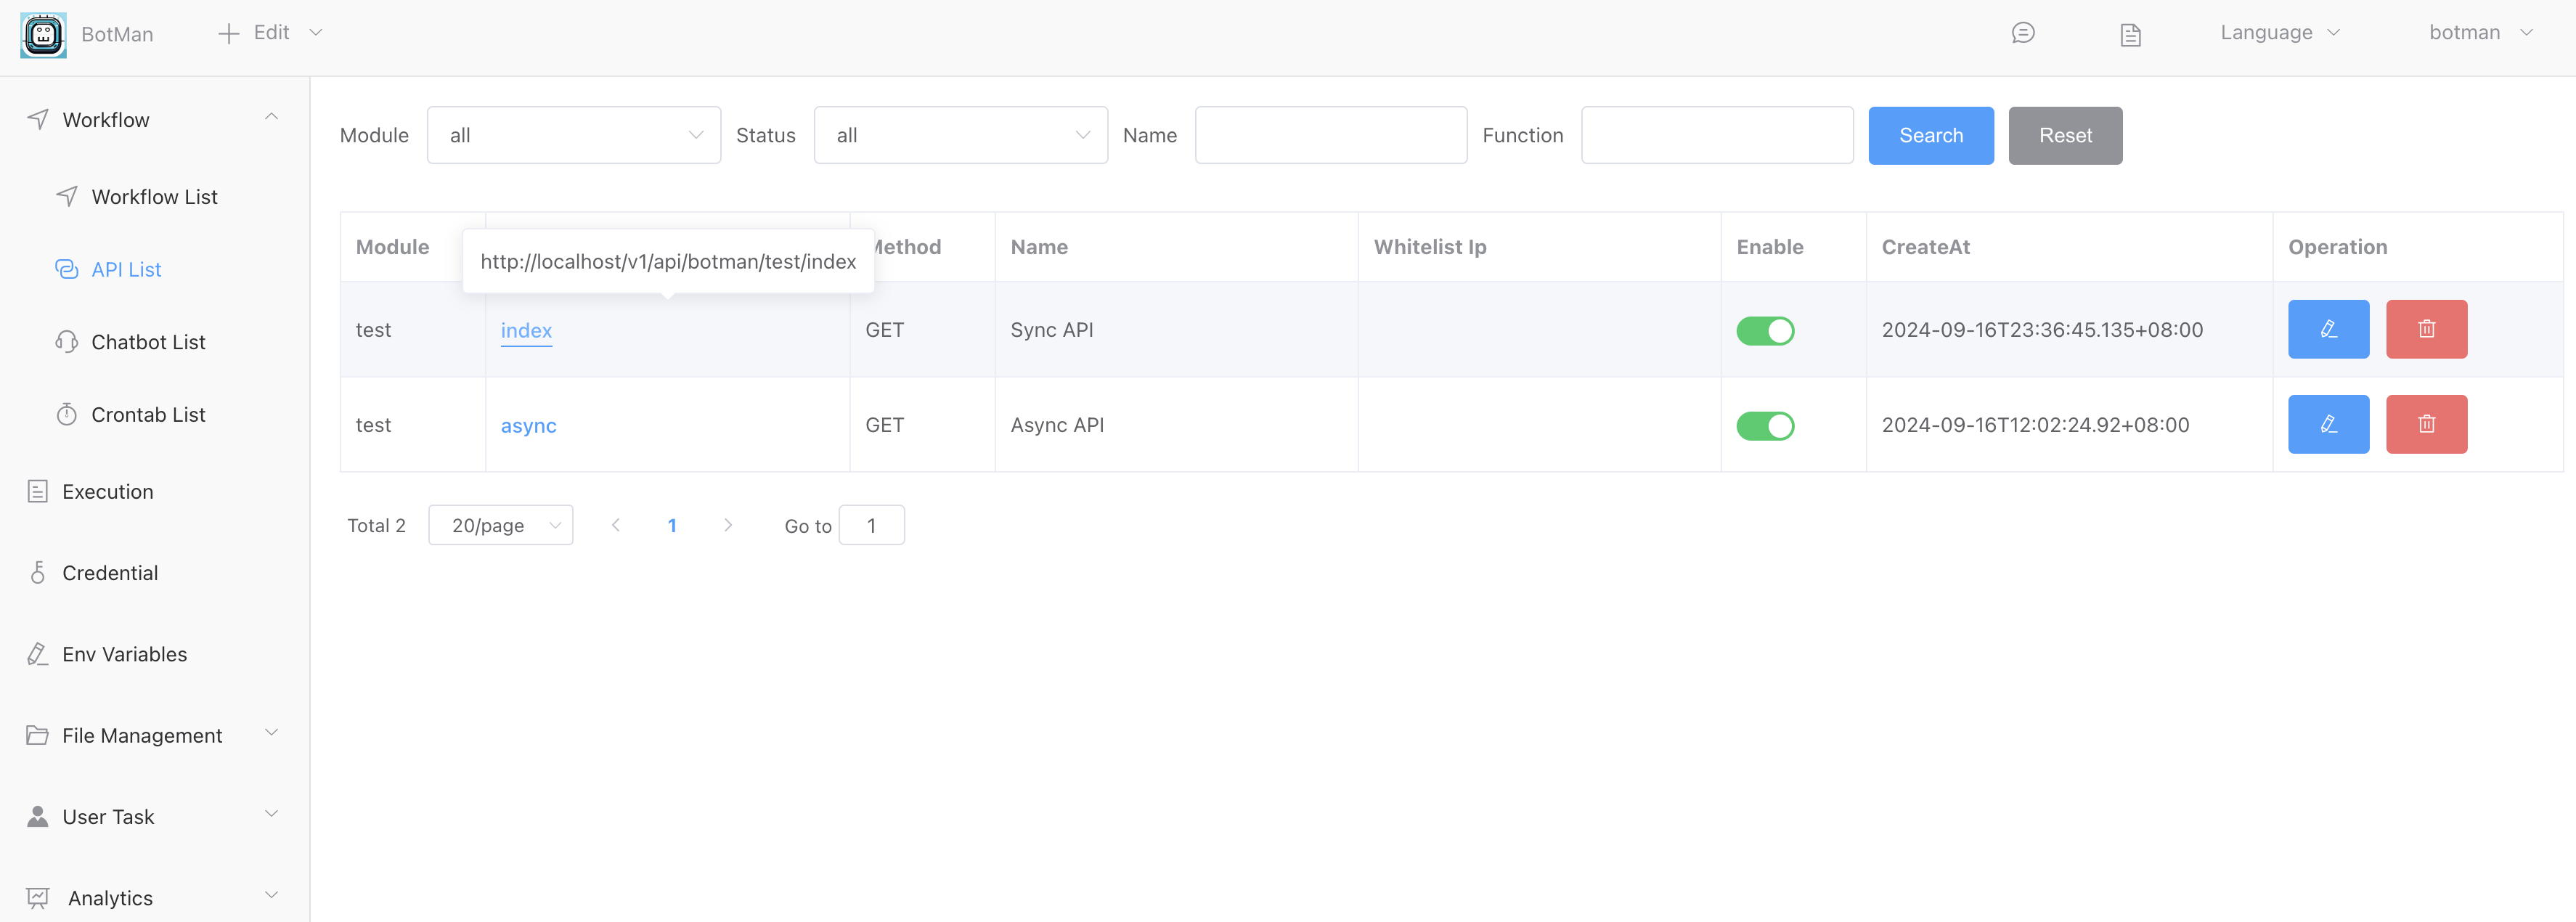 BotMan
Edit
Language
botman
Workflow
Workflow List
API List
Chatbot List
Crontab List
Execution
Credential
Env Variables
File Management
User Task
Analytics
Module all Status all Name Function Search Reset
Module Method Name Whitelist Ip Enable CreateAt Operation
http://localhost/v1/api/botman/test/index
test index GET Sync API 2024-09-16T23:36:45.135+08:00
test async GET Async API 2024-09-16T12:02:24.92+08:00
Total 2 20/page 1 Go to 1